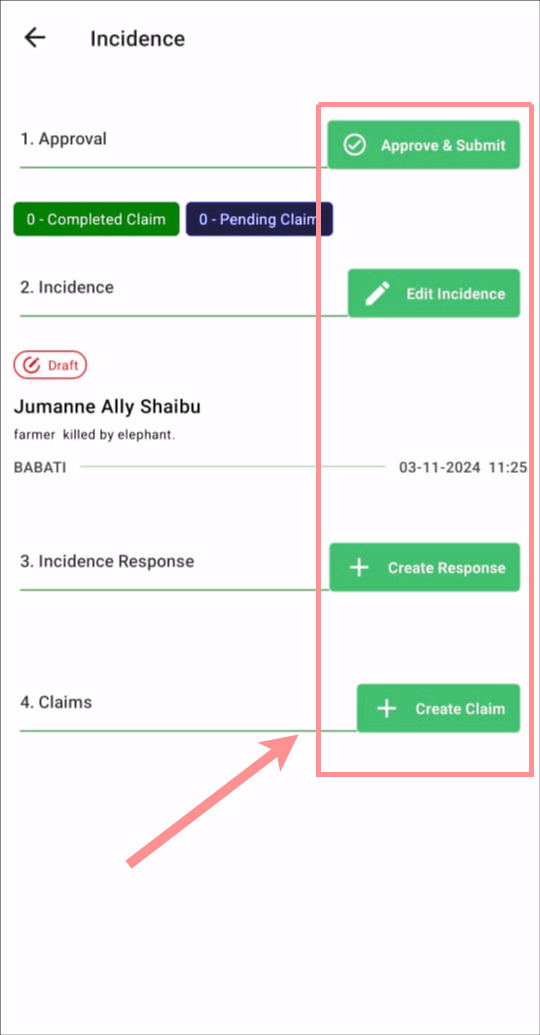 Incidence
1. Approval
Approve & Submit
0 - Completed Claim
0 - Pending Claim
2. Incidence
Edit Incidence
Draft
Jumanne Ally Shaibu
farmer killed by elephant.
BABATI
03-11-2024 11:25
3. Incidence Response
Create Response
4. Claims
Create Claim